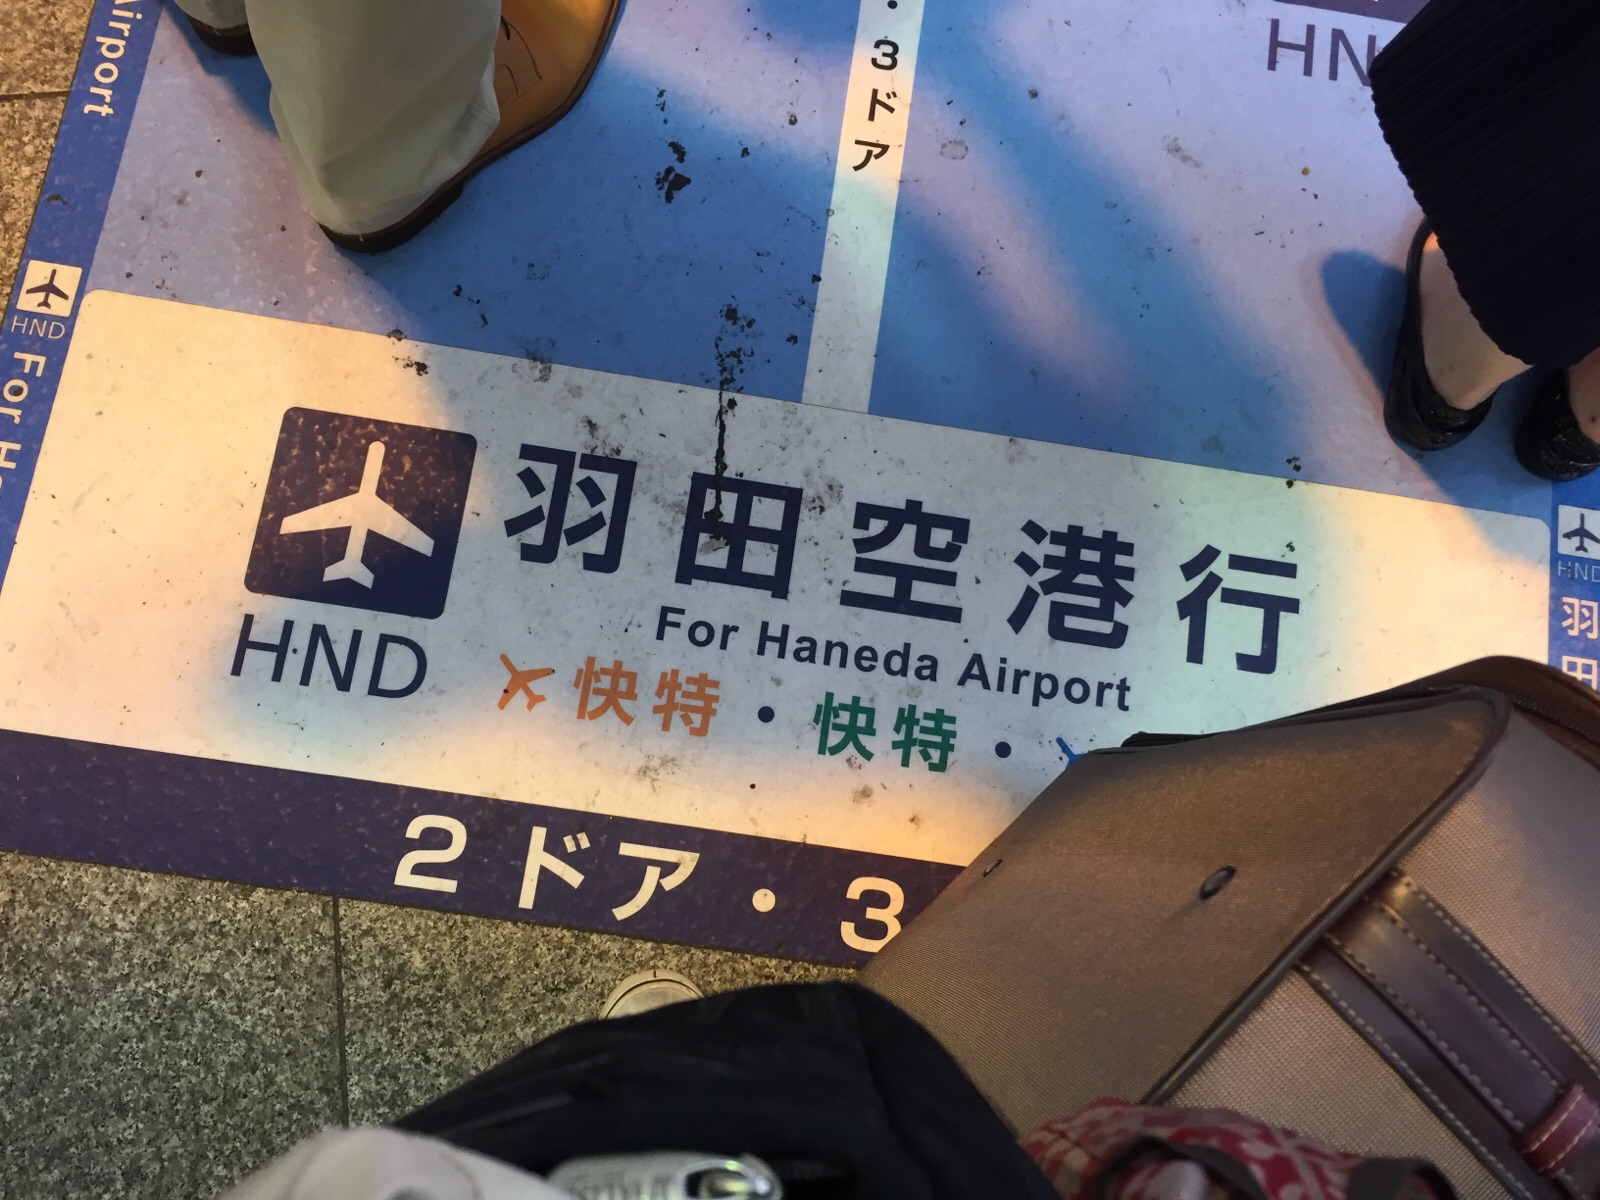 Airport
・3ドア
HN
HND
For H
羽田空港行
For Haneda Airport
HND
快特・快特・
2ドア・3
HND
羽田